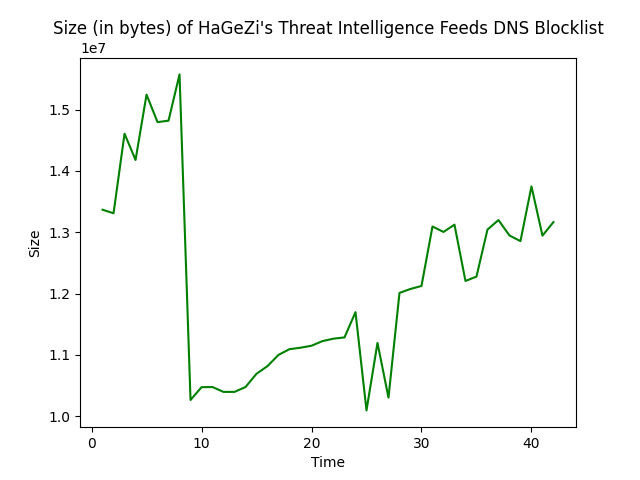 Size (in bytes) of HaGeZi's Threat Intelligence Feeds DNS Blocklist
1e7
1.5
1.4
1.3
1.2
1.1
1.0
Size
0 10 20 30 40
Time